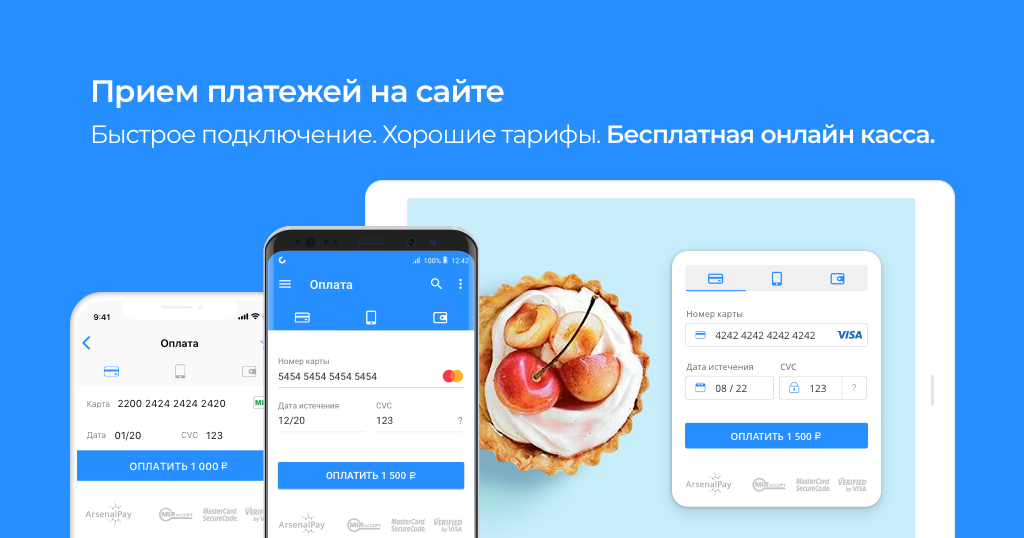 Прием платежей на сайте
Быстрое подключение. Хорошие тарифы. Бесплатная онлайн касса.
9:41
Оплата
Карта 2200 2424 2424 2420
Дата 01/20 CVC 123
ОПЛАТИТЬ 1 000 ₽
ArsenalPay MIR ACCEPT MasterCard SecureCode.
100% 12:42
Оплата
Номер карты
5454 5454 5454 5454
Дата истечения CVC
12/20 123 ?
ОПЛАТИТЬ 1 500 ₽
ArsenalPay MIR ACCEPT MasterCard SecureCode. VERIFIED by VISA
Номер карты
4242 4242 4242 4242 VISA
Дата истечения CVC
08 / 22 123 ?
ОПЛАТИТЬ 1 500 ₽
ArsenalPay MIR ACCEPT MasterCard SecureCode. VERIFIED by VISA